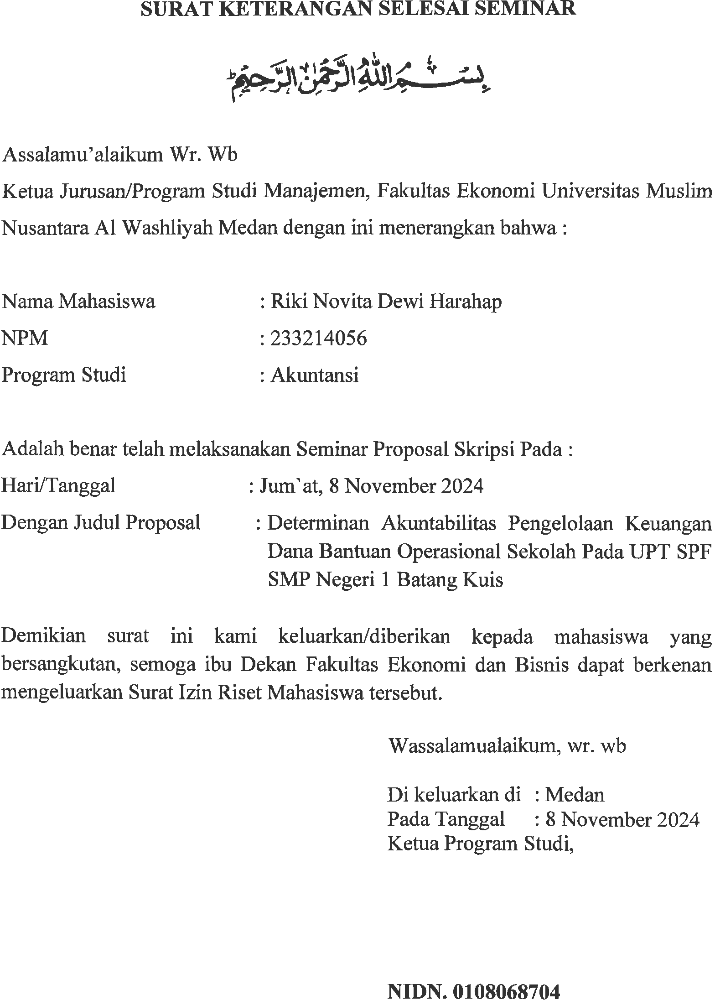 SURAT KETERANGAN SELESAI SEMINAR
بِسْمِ اللهِ الرَّحْمٰنِ الرَّحِيْمِ
Assalamu’alaikum Wr. Wb
Ketua Jurusan/Program Studi Manajemen, Fakultas Ekonomi Universitas Muslim
Nusantara Al Washliyah Medan dengan ini menerangkan bahwa :
Nama Mahasiswa : Riki Novita Dewi Harahap
NPM : 233214056
Program Studi : Akuntansi
Adalah benar telah melaksanakan Seminar Proposal Skripsi Pada :
Hari/Tanggal : Jum`at, 8 November 2024
Dengan Judul Proposal : Determinan Akuntabilitas Pengelolaan Keuangan
Dana Bantuan Operasional Sekolah Pada UPT SPF
SMP Negeri 1 Batang Kuis
Demikian surat ini kami keluarkan/diberikan kepada mahasiswa yang
bersangkutan, semoga ibu Dekan Fakultas Ekonomi dan Bisnis dapat berkenan
mengeluarkan Surat Izin Riset Mahasiswa tersebut.
Wassalamualaikum, wr. wb
Di keluarkan di : Medan
Pada Tanggal : 8 November 2024
Ketua Program Studi,
NIDN. 0108068704